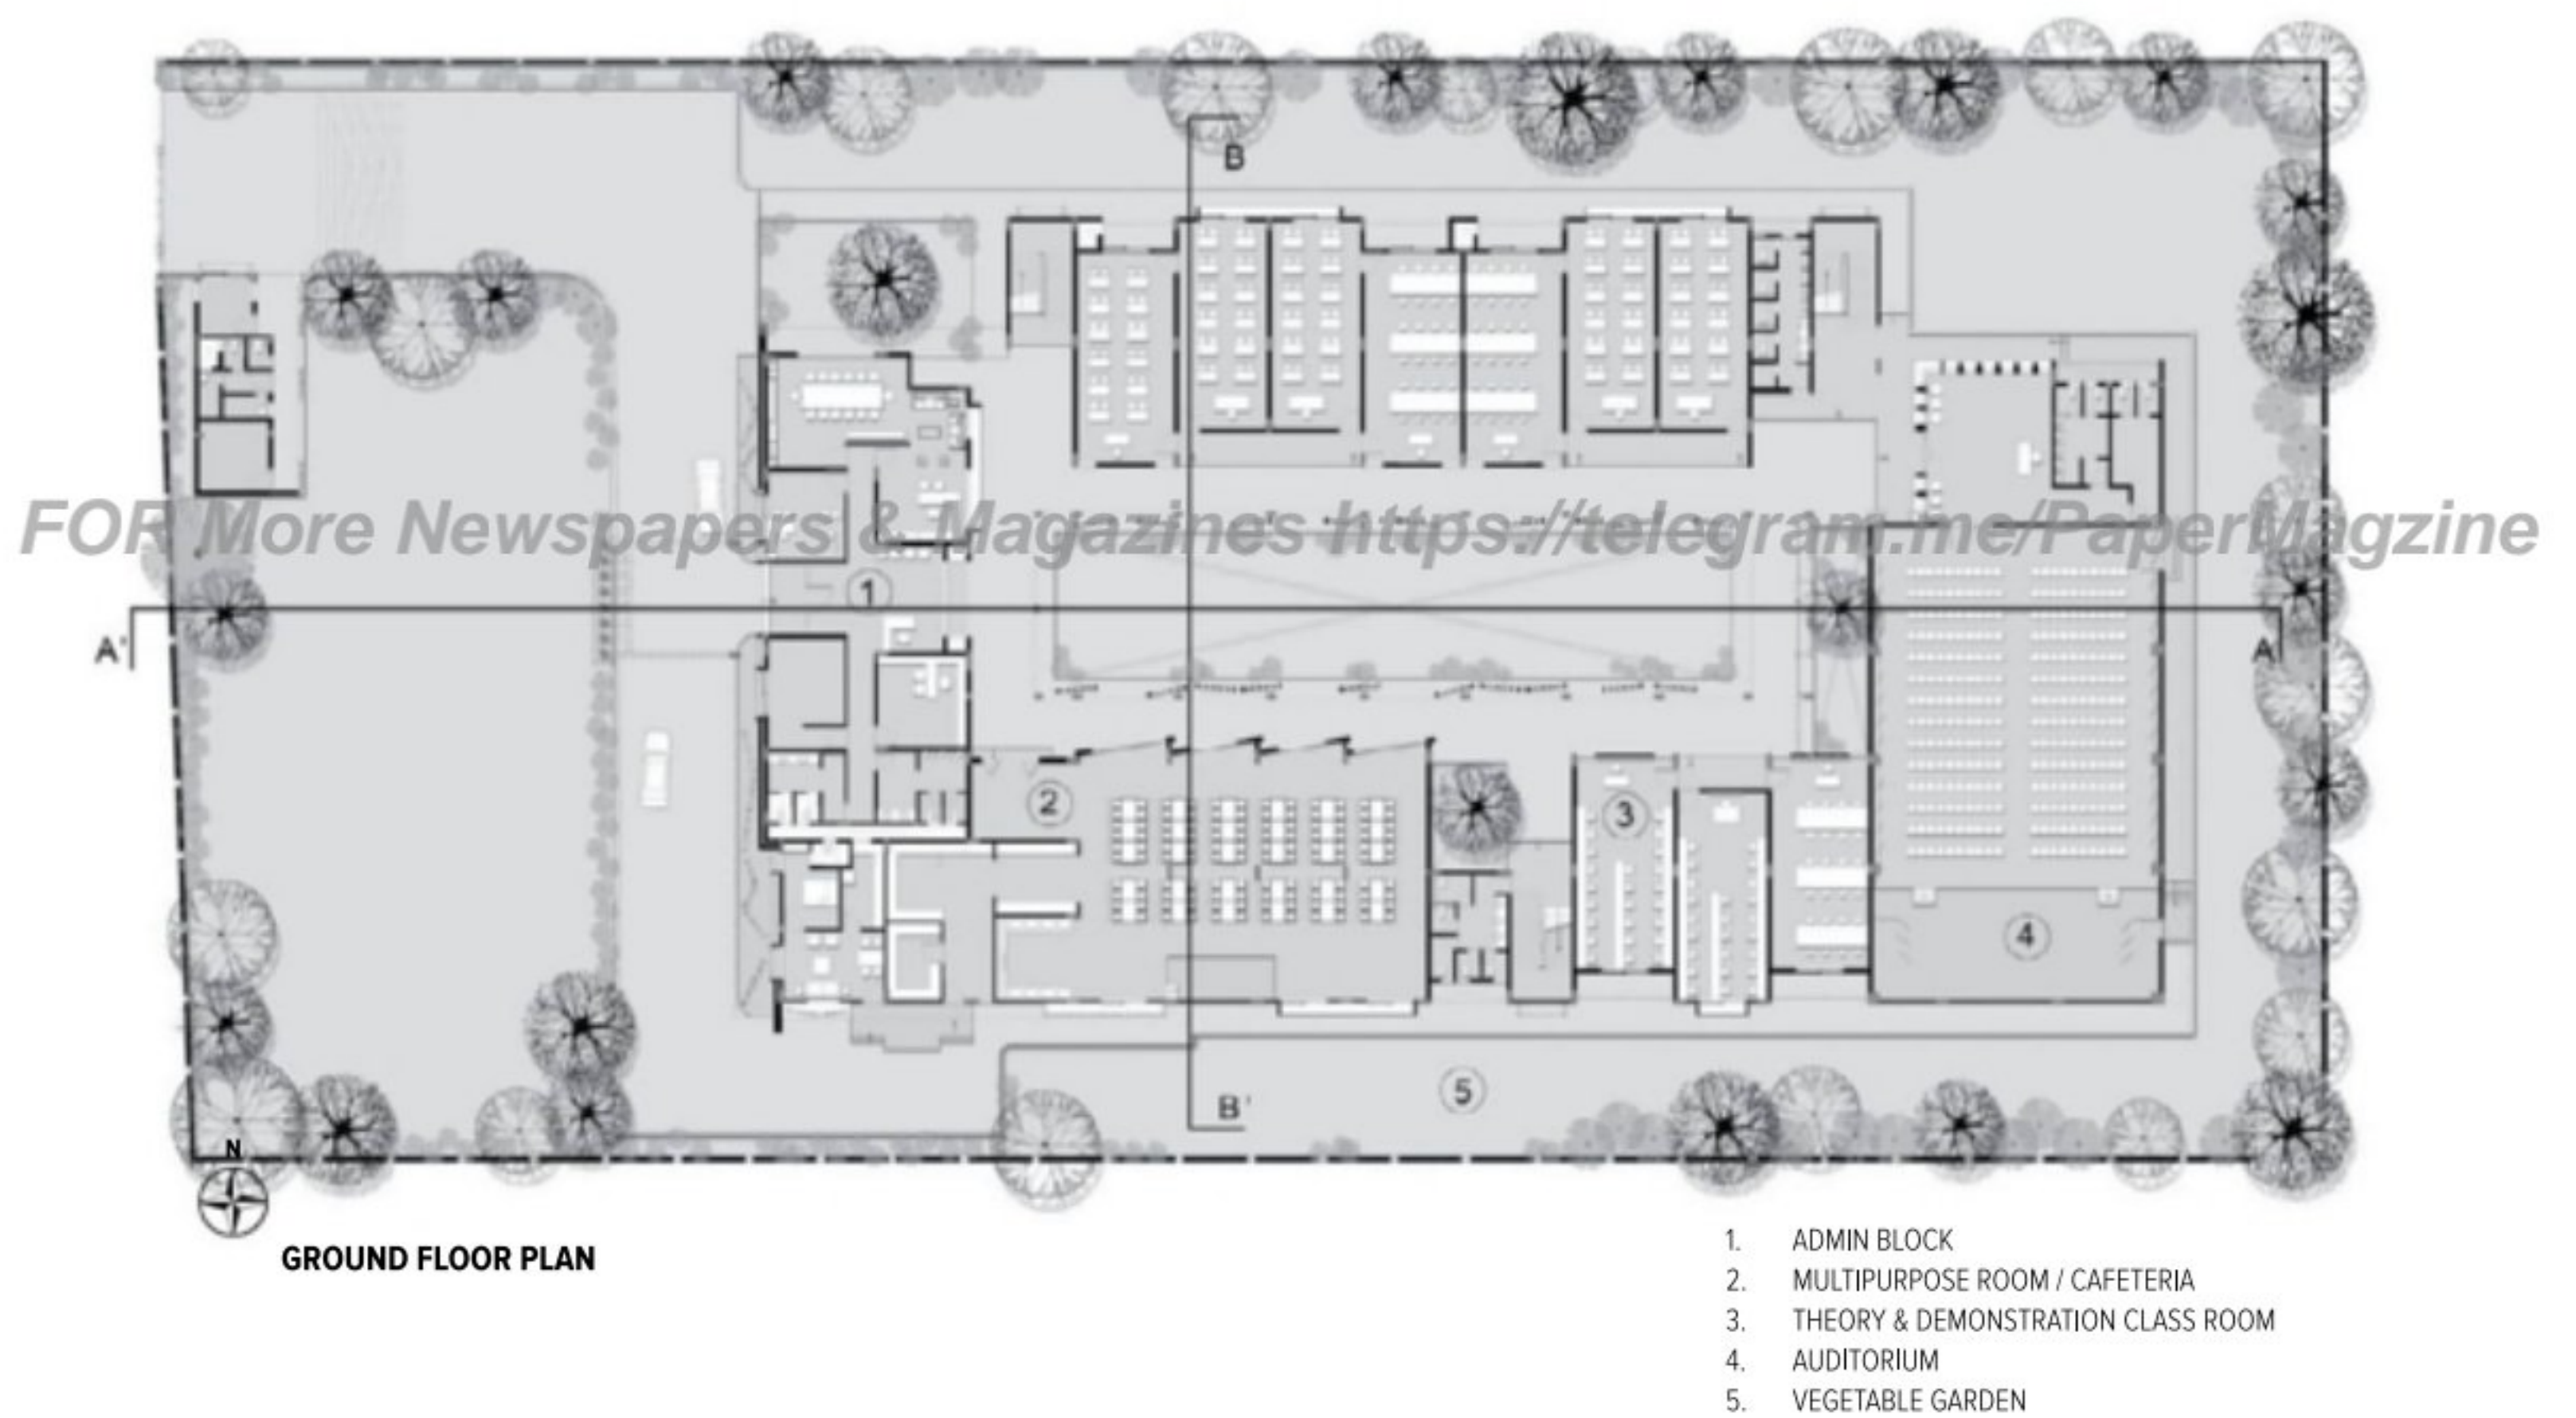 B
FOR More Newspapers & Magazines https://telegram.me/PaperMagzine
1
A'
A
2
3
4
5
B'
N
GROUND FLOOR PLAN
1. ADMIN BLOCK
2. MULTIPURPOSE ROOM / CAFETERIA
3. THEORY & DEMONSTRATION CLASS ROOM
4. AUDITORIUM
5. VEGETABLE GARDEN